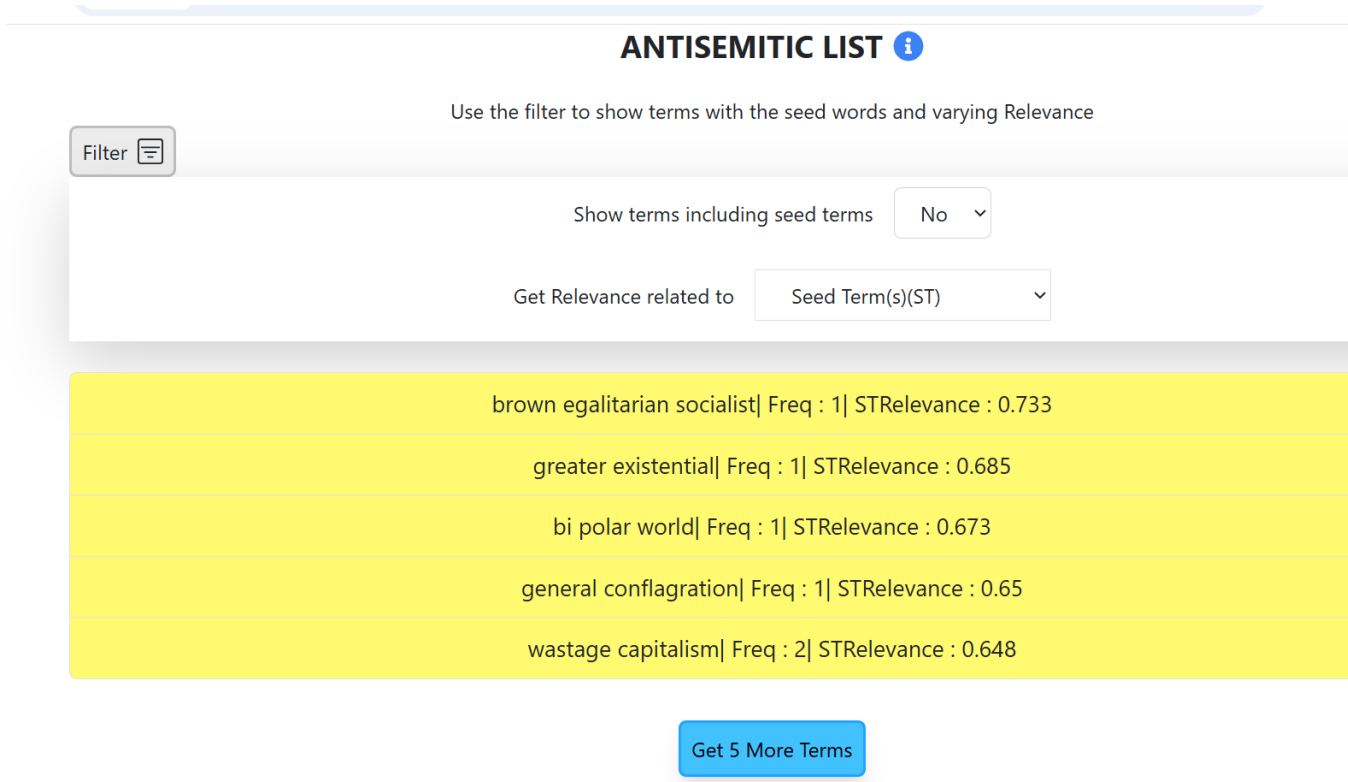 ANTISEMITIC LIST
Use the filter to show terms with the seed words and varying Relevance
Filter
Show terms including seed terms No
Get Relevance related to Seed Term(s)(ST)
brown egalitarian socialist| Freq : 1| STRelevance : 0.733
greater existential| Freq : 1| STRelevance : 0.685
bi polar world| Freq : 1| STRelevance : 0.673
general conflagration| Freq : 1| STRelevance : 0.65
wastage capitalism| Freq : 2| STRelevance : 0.648
Get 5 More Terms